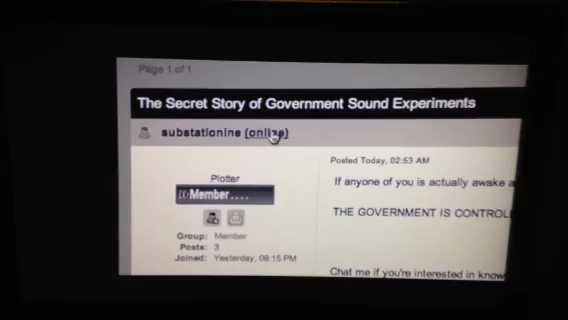 Page 1 of 1
The Secret Story of Government Sound Experiments
substationine (online)
Posted Today, 02:53 AM
Plotter
Member....
If anyone of you is actually awake a
THE GOVERNMENT IS CONTROL
Group: Member
Posts: 3
Joined: Yesterday, 08:15 PM
Chat me if you're interested in know